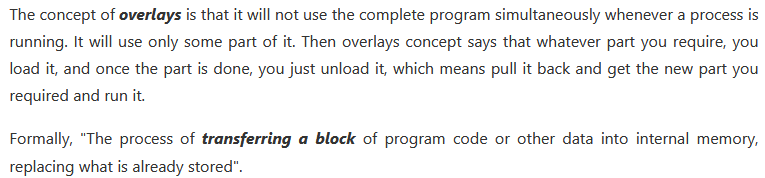 The concept of overlays is that it will not use the complete program simultaneously whenever a process is
running. It will use only some part of it. Then overlays concept says that whatever part you require, you
load it, and once the part is done, you just unload it, which means pull it back and get the new part you
required and run it.
Formally, "The process of transferring a block of program code or other data into internal memory,
replacing what is already stored".